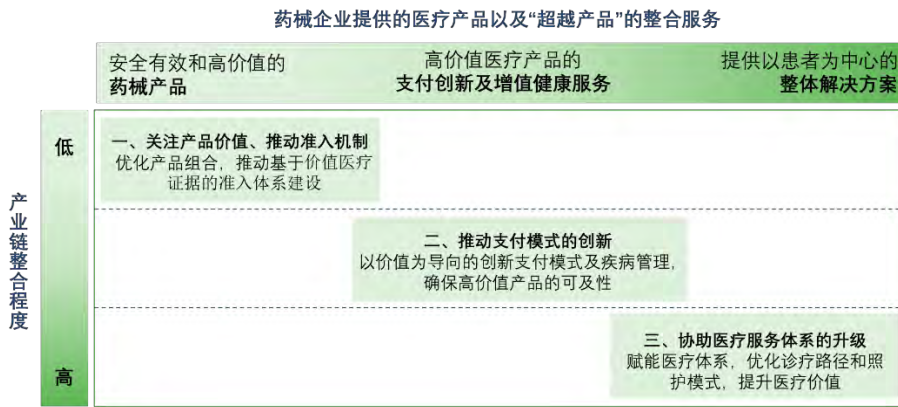 药械企业提供的医疗产品以及“超越产品”的整合服务
安全有效和高价值的
药械产品
高价值医疗产品的
支付创新及增值健康服务
提供以患者为中心的
整体解决方案
产业链整合程度
低
一、关注产品价值、推动准入机制
优化产品组合，推动基于价值医疗
证据的准入体系建设
二、推动支付模式的创新
以价值为导向的创新支付模式及疾病管理，
确保高价值产品的可及性
三、协助医疗服务体系的升级
赋能医疗体系，优化诊疗路径和照
护模式，提升医疗价值
高